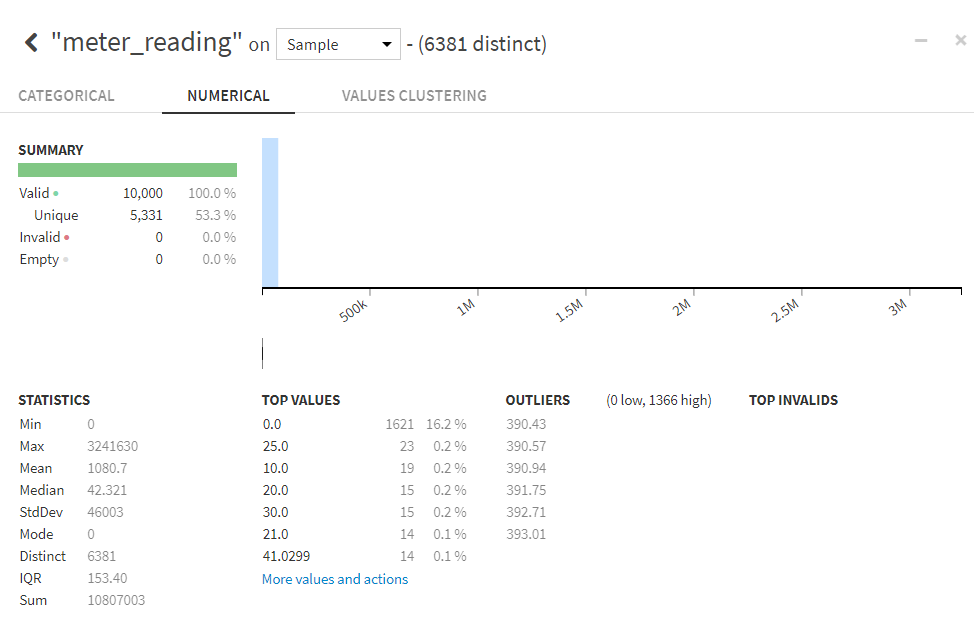 "meter_reading" on Sample - (6381 distinct)
CATEGORICAL NUMERICAL VALUES CLUSTERING
SUMMARY
Valid 10,000 100.0 %
Unique 5,331 53.3 %
Invalid 0 0.0 %
Empty 0 0.0 %
500k 1M 1.5M 2M 2.5M 3M
STATISTICS
Min 0
Max 3241630
Mean 1080.7
Median 42.321
StdDev 46003
Mode 0
Distinct 6381
IQR 153.40
Sum 10807003
TOP VALUES
0.0 1621 16.2 %
25.0 23 0.2 %
10.0 19 0.2 %
20.0 15 0.2 %
30.0 15 0.2 %
21.0 14 0.1 %
41.0299 14 0.1 %
More values and actions
OUTLIERS (0 low, 1366 high)
390.43
390.57
390.94
391.75
392.71
393.01
TOP INVALIDS